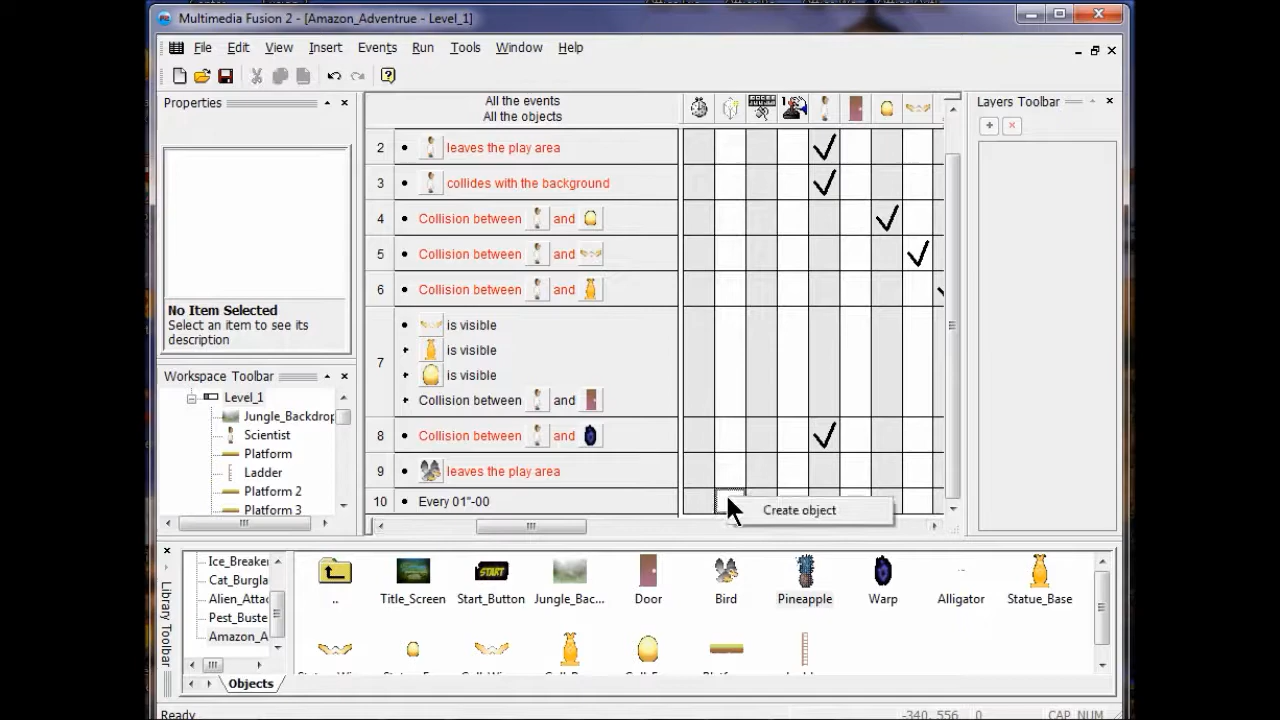 Multimedia Fusion 2 - [Amazon_Adventrue - Level_1]
File Edit View Insert Events Run Tools Window Help
Properties
All the events
All the objects
Layers Toolbar
2 • leaves the play area
3 • collides with the background
4 • Collision between and
5 • Collision between and
6 • Collision between and
No Item Selected
Select an item to see its
description
7 • is visible
is visible
is visible
Collision between and
Workspace Toolbar
Level_1
Jungle_Backdrop
Scientist
Platform
Ladder
Platform 2
Platform 3
8 • Collision between and
9 • leaves the play area
10 • Every 01"-00
Create object
Library Toolbar
Ice_Breaker
Cat_Burgla
Alien_Attac
Pest_Buste
Amazon_A
.. Title_Screen Start_Button Jungle_Bac... Door Bird Pineapple Warp Alligator Statue_Base
Objects
Ready
-340, 556 0 CAP NUM